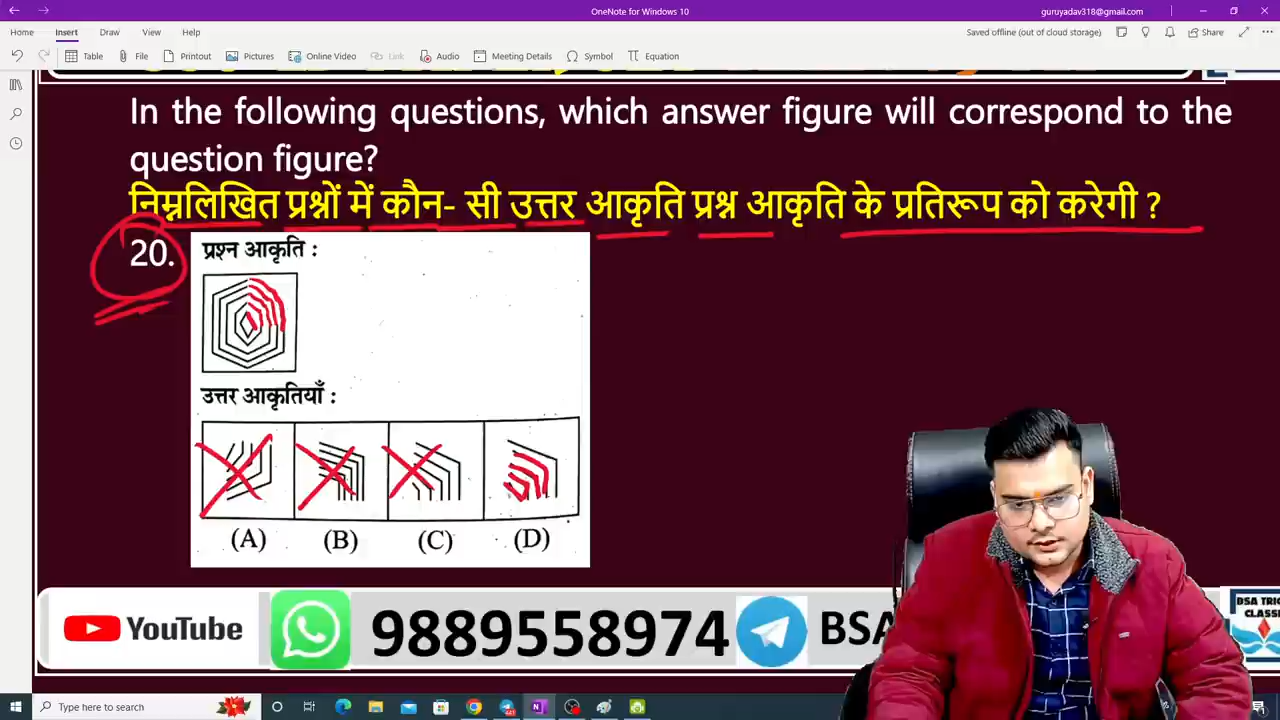 OneNote for Windows 10
guruyadav318@gmail.com
Home Insert Draw View Help
Saved offline (out of cloud storage)
Share
Table File Printout Pictures Online Video Link Audio Meeting Details Symbol Equation
In the following questions, which answer figure will correspond to the
question figure?
निम्नलिखित प्रश्नों में कौन- सी उत्तर आकृति प्रश्न आकृति के प्रतिरूप को करेगी ?
20.
प्रश्न आकृति :
उत्तर आकृतियाँ :
(A) (B) (C) (D)
YouTube
9889558974
BSA
BSA TRIC
CLASSE
Type here to search